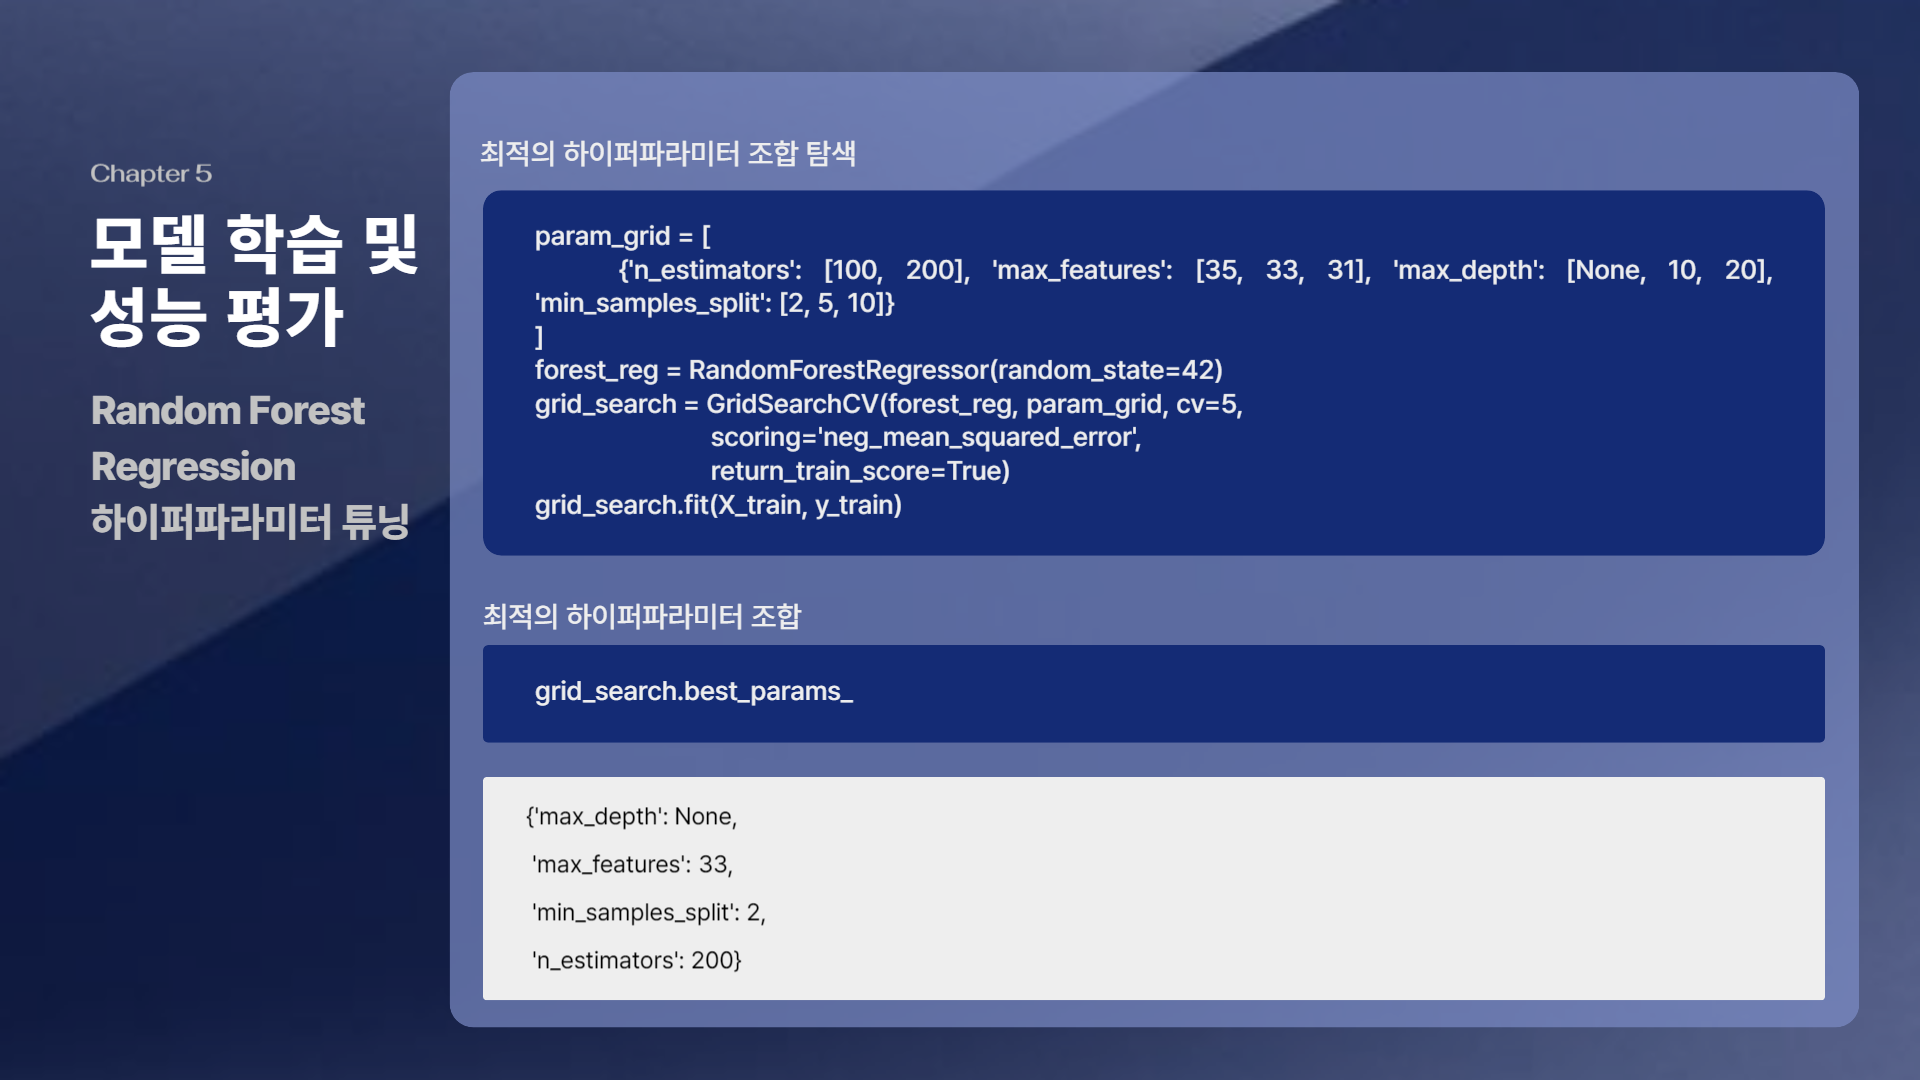 Chapter 5
모델 학습 및
성능 평가
Random Forest
Regression
하이퍼파라미터 튜닝
최적의 하이퍼파라미터 조합 탐색
param_grid = [
{'n_estimators': [100, 200], 'max_features': [35, 33, 31], 'max_depth': [None, 10, 20],
'min_samples_split': [2, 5, 10]}
]
forest_reg = RandomForestRegressor(random_state=42)
grid_search = GridSearchCV(forest_reg, param_grid, cv=5,
scoring='neg_mean_squared_error',
return_train_score=True)
grid_search.fit(X_train, y_train)
최적의 하이퍼파라미터 조합
grid_search.best_params_
{'max_depth': None,
'max_features': 33,
'min_samples_split': 2,
'n_estimators': 200}